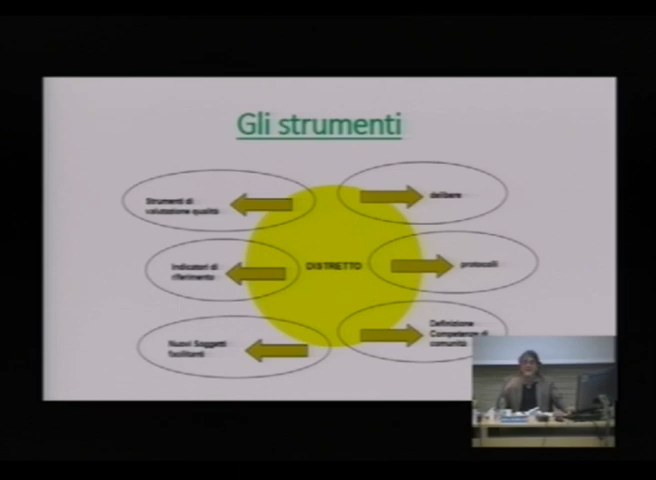 Gli strumenti
Strumenti di
valutazione qualità
delibere
Indicatori di
riferimento
DISTRETTO
protocolli
Nuovi Soggetti
facilitanti
Definizione
Competenze di
comunità